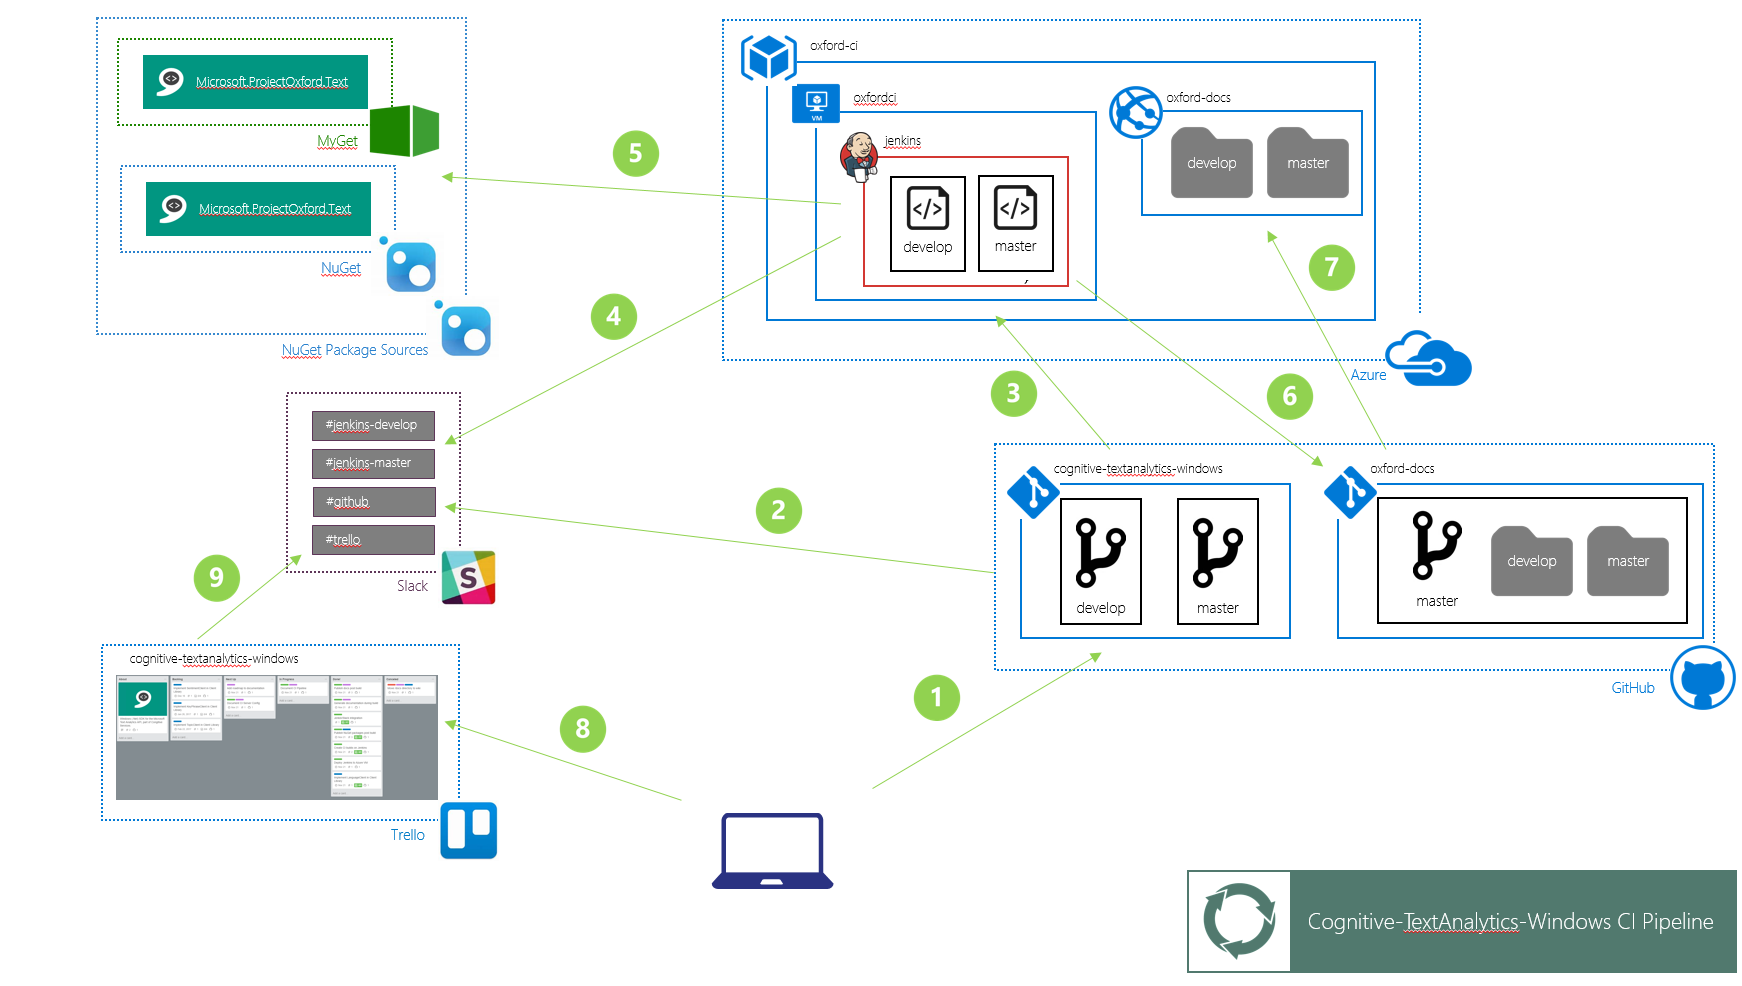 Microsoft.ProjectOxford.Text
MyGet
Microsoft.ProjectOxford.Text
NuGet
NuGet Package Sources
5
4
oxford-ci
oxfordci
VM
jenkins
develop
master
oxford-docs
develop
master
7
Azure
3
6
#jenkins-develop
#jenkins-master
#github
#trello
S
Slack
9
2
cognitive-textanalytics-windows
develop
master
oxford-docs
master
develop
master
GitHub
1
cognitive-textanalytics-windows
Trello
8
Cognitive-TextAnalytics-Windows CI Pipeline